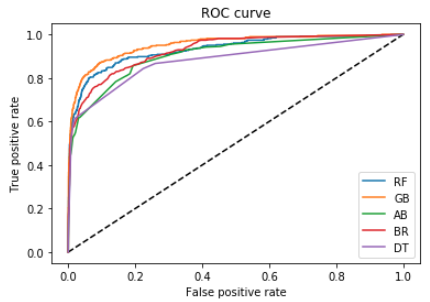 ROC curve
True positive rate
1.0
0.8
0.6
0.4
0.2
0.0
RF
GB
AB
BR
DT
0.0 0.2 0.4 0.6 0.8 1.0
False positive rate